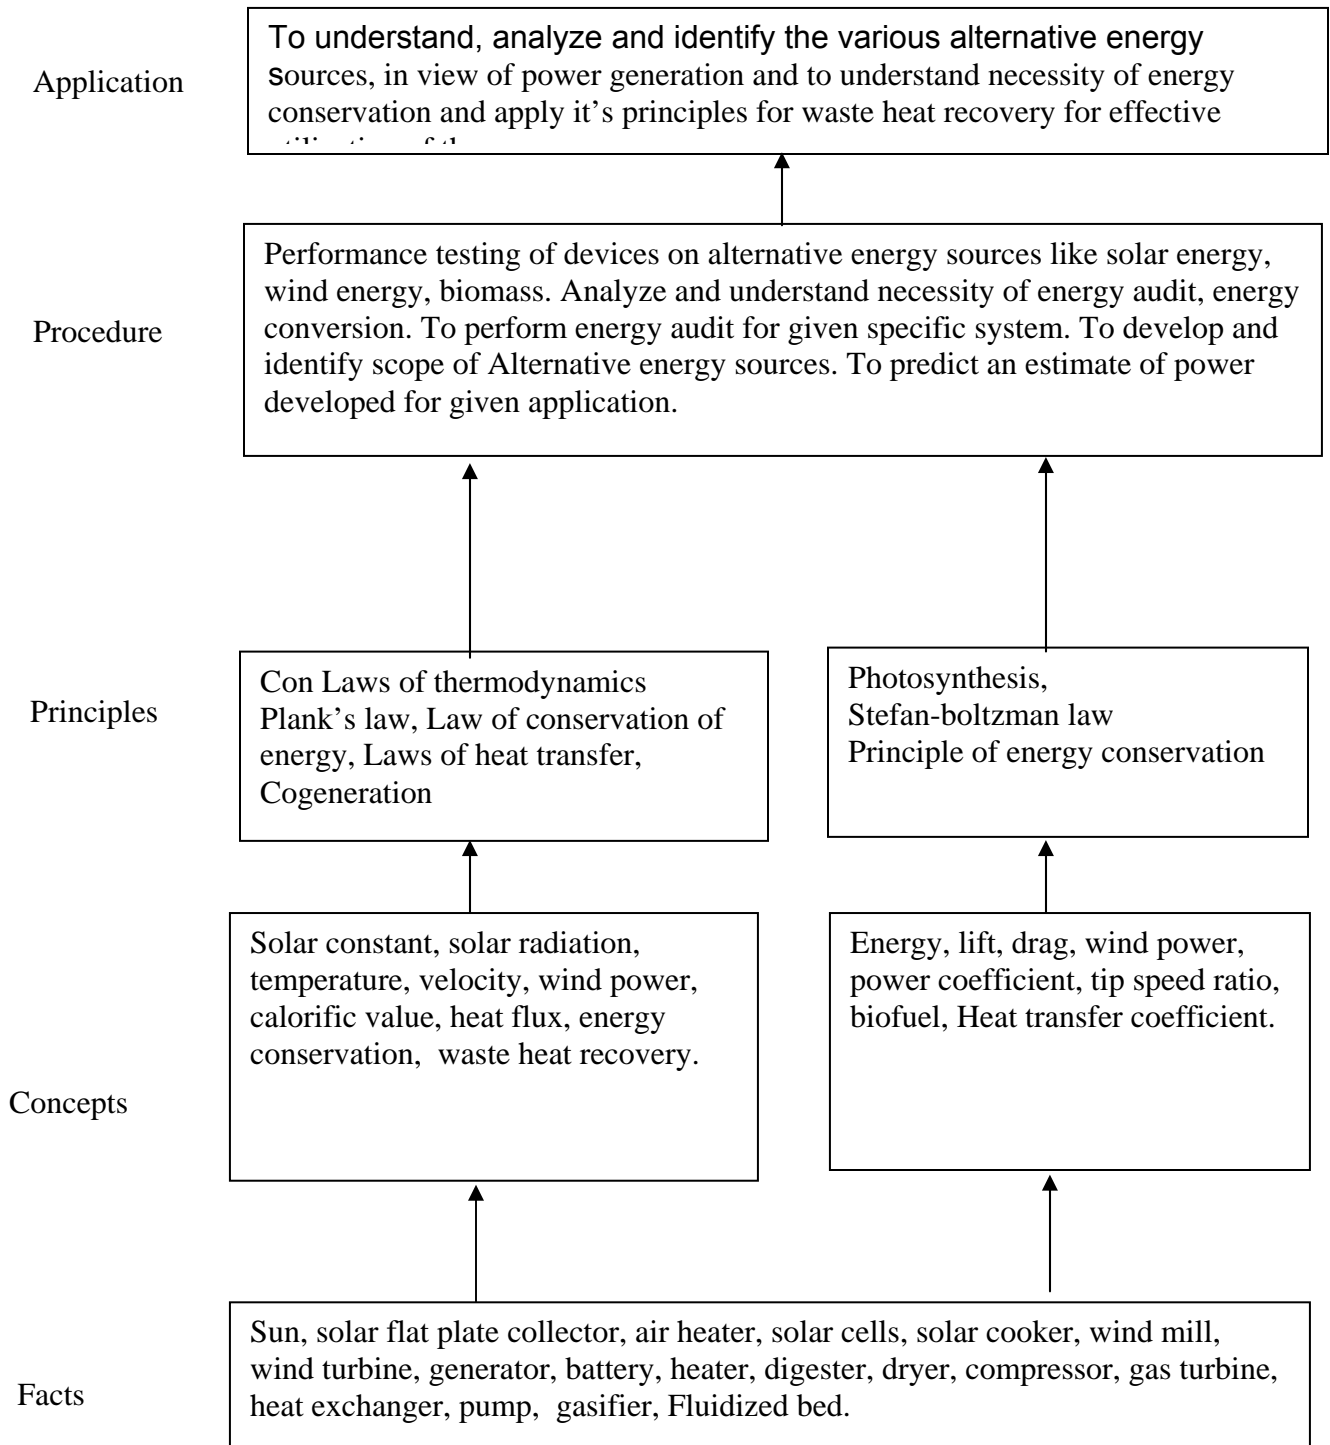 Application
To understand, analyze and identify the various alternative energy
sources, in view of power generation and to understand necessity of energy
conservation and apply it’s principles for waste heat recovery for effective
Procedure
Performance testing of devices on alternative energy sources like solar energy,
wind energy, biomass. Analyze and understand necessity of energy audit, energy
conversion. To perform energy audit for given specific system. To develop and
identify scope of Alternative energy sources. To predict an estimate of power
developed for given application.
Principles
Con Laws of thermodynamics
Plank’s law, Law of conservation of
energy, Laws of heat transfer,
Cogeneration
Photosynthesis,
Stefan-boltzman law
Principle of energy conservation
Concepts
Solar constant, solar radiation,
temperature, velocity, wind power,
calorific value, heat flux, energy
conservation,  waste heat recovery.
Energy, lift, drag, wind power,
power coefficient, tip speed ratio,
biofuel, Heat transfer coefficient.
Facts
Sun, solar flat plate collector, air heater, solar cells, solar cooker, wind mill,
wind turbine, generator, battery, heater, digester, dryer, compressor, gas turbine,
heat exchanger, pump,  gasifier, Fluidized bed.